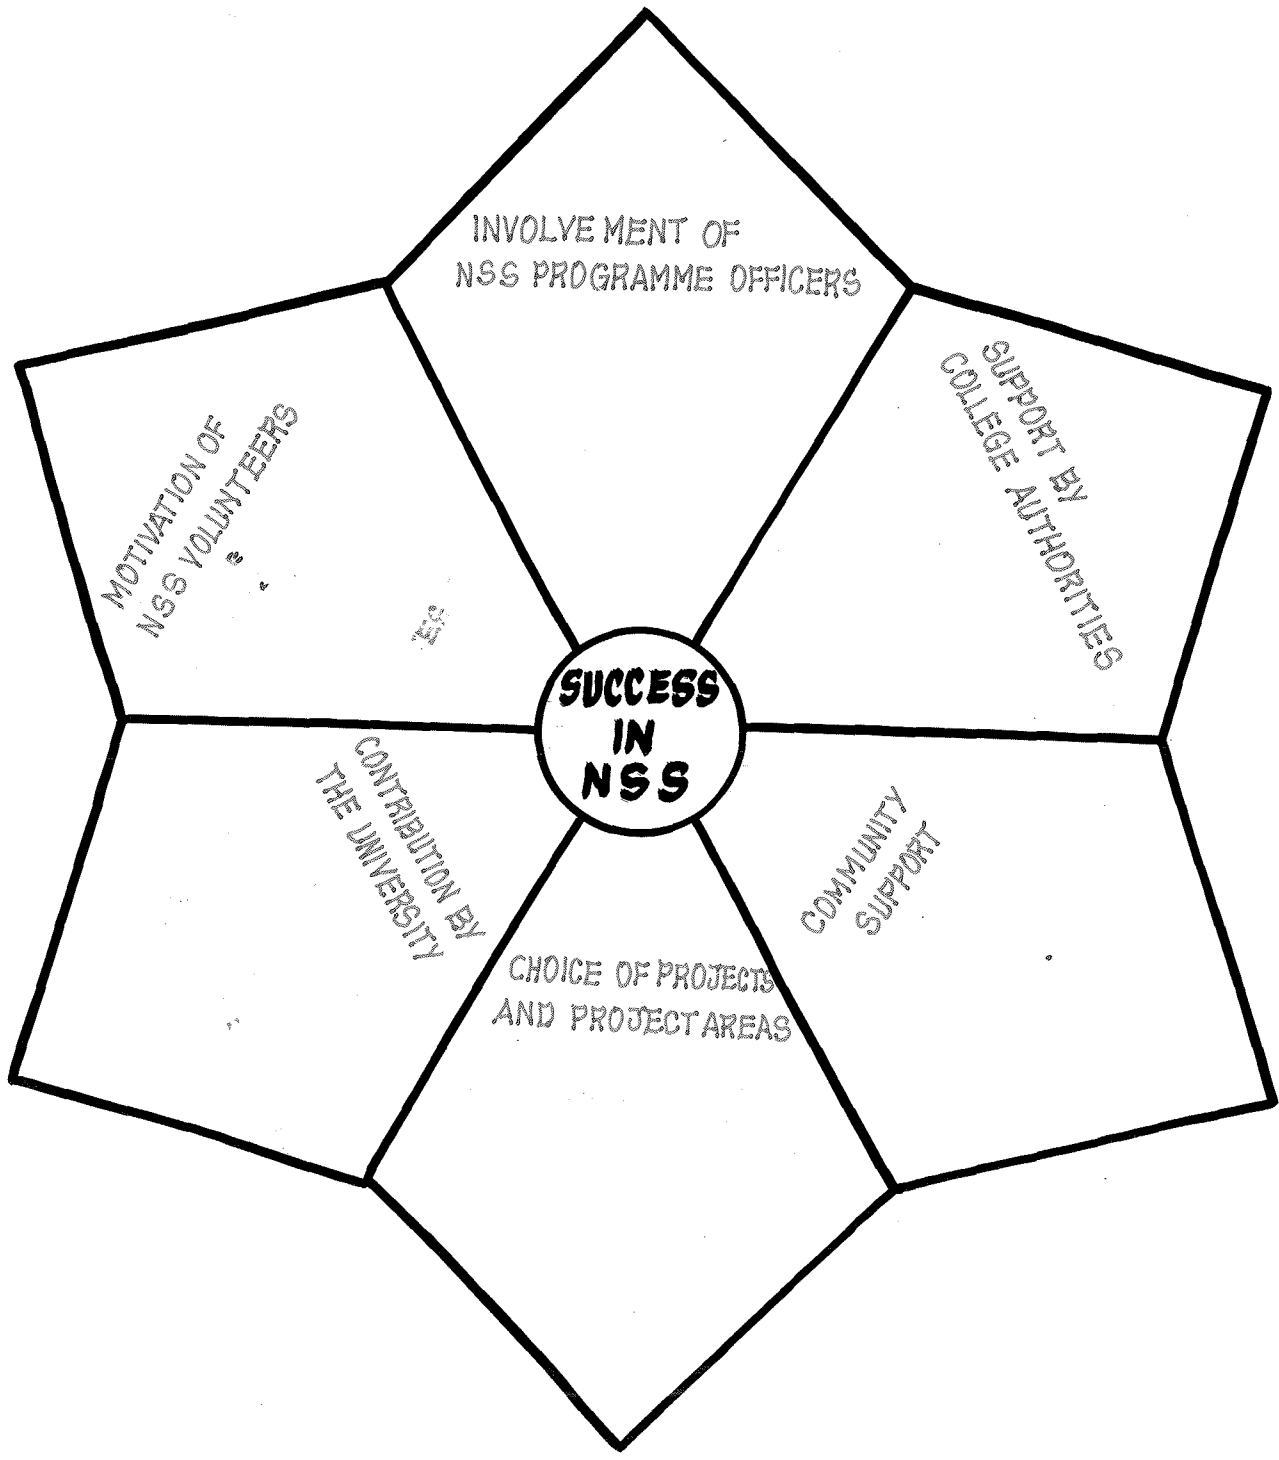 INVOLVEMENT OF
NSS PROGRAMME OFFICERS
SUPPORT BY
COLLEGE AUTHORITIES
MOTIVATION OF
NSS VOLUNTEERS
SUCCESS
IN
NSS
CONTRIBUTION BY
THE UNIVERSITY
COMMUNITY
SUPPORT
CHOICE OF PROJECTS
AND PROJECT AREAS